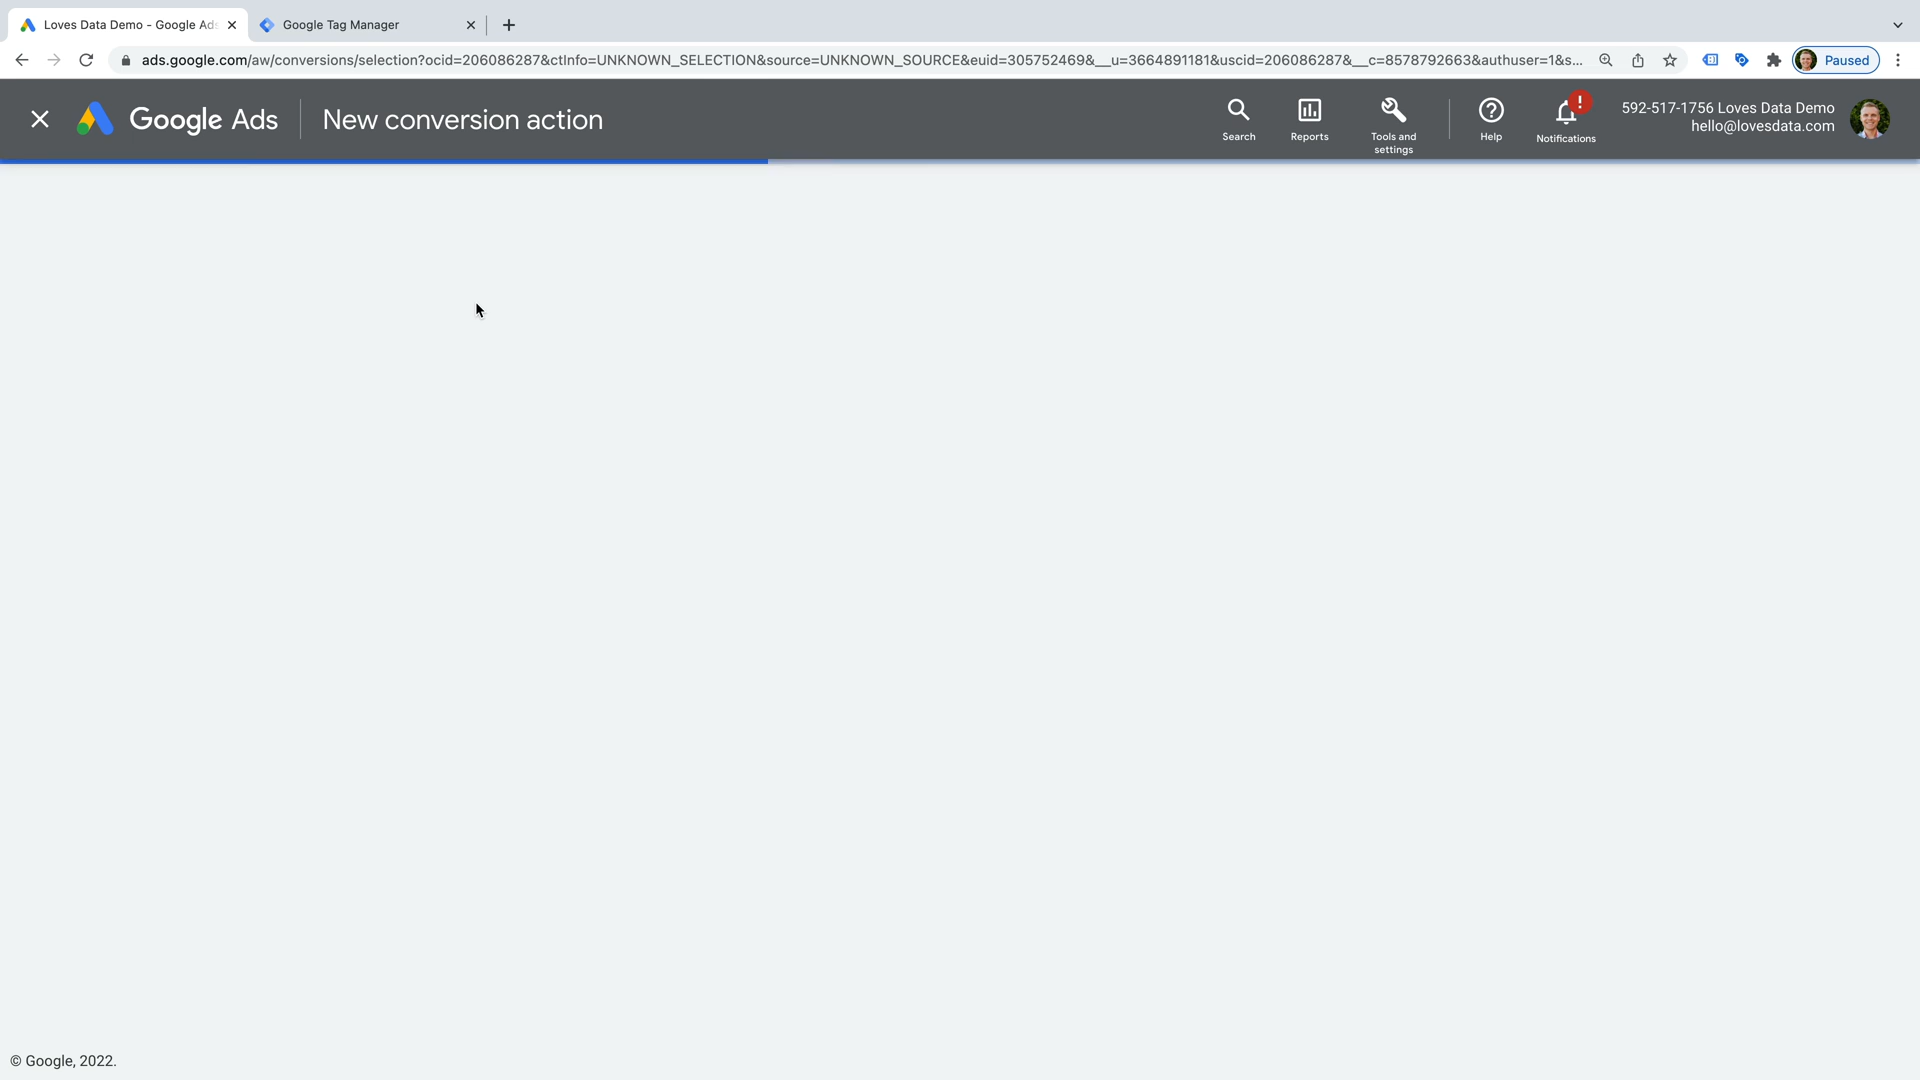 Loves Data Demo - Google Ads
Google Tag Manager
ads.google.com/aw/conversions/selection?ocid=206086287&ctInfo=UNKNOWN_SELECTION&source=UNKNOWN_SOURCE&euid=305752469&__u=3664891181&uscid=206086287&__c=8578792663&authuser=1&s...
Paused
Google Ads
New conversion action
Search
Reports
Tools and
settings
Help
!
Notifications
592-517-1756 Loves Data Demo
hello@lovesdata.com
© Google, 2022.